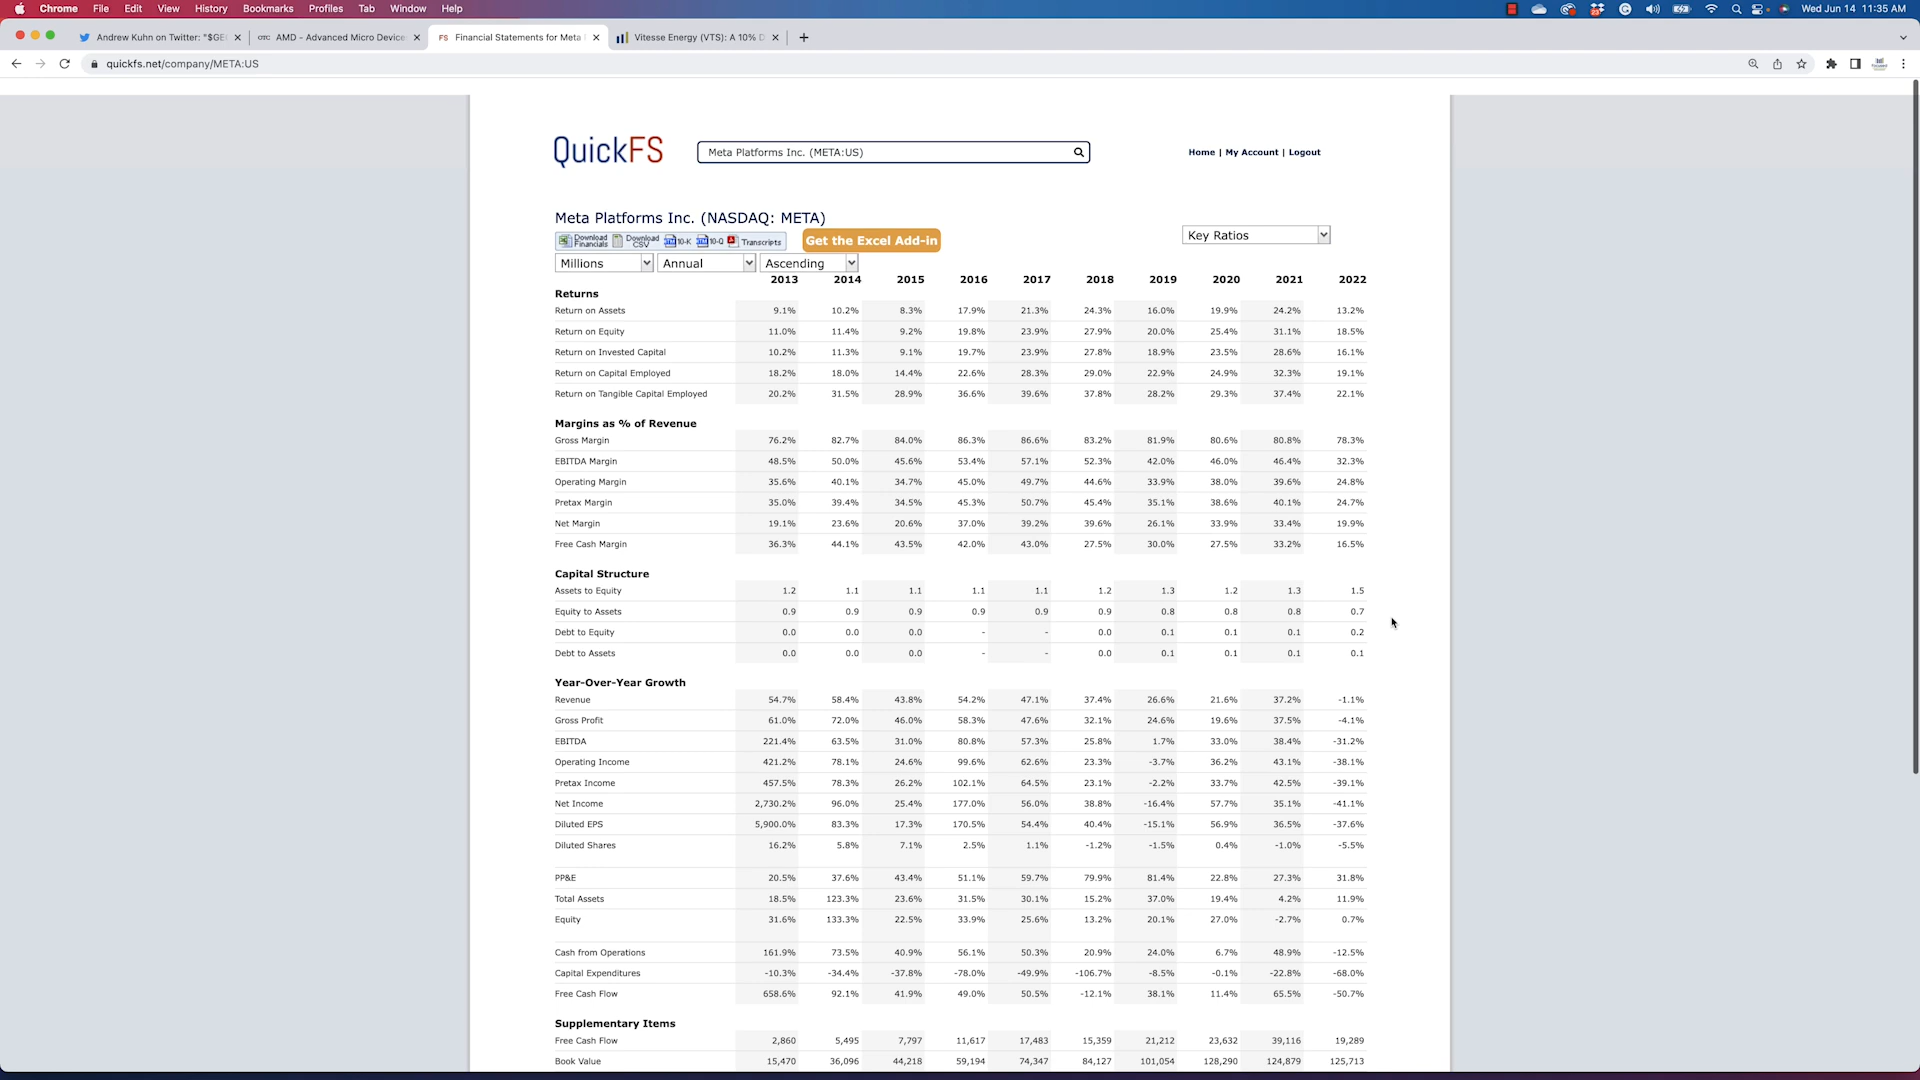 Chrome File Edit View History Bookmarks Profiles Tab Window Help Wed Jun 14 11:35 AM
Andrew Kuhn on Twitter: "$GE AMD - Advanced Micro Device Financial Statements for Meta Vitesse Energy (VTS): A 10% D
quickfs.net/company/META:US
QuickFS Meta Platforms Inc. (META:US) Home | My Account | Logout
Meta Platforms Inc. (NASDAQ: META)
Download Financials Download CSV 10-K 10-Q Transcripts Get the Excel Add-in Key Ratios
Millions Annual Ascending
2013 2014 2015 2016 2017 2018 2019 2020 2021 2022
Returns
Return on Assets 9.1% 10.2% 8.3% 17.9% 21.3% 24.3% 16.0% 19.9% 24.2% 13.2%
Return on Equity 11.0% 11.4% 9.2% 19.8% 23.9% 27.9% 20.0% 25.4% 31.1% 18.5%
Return on Invested Capital 10.2% 11.3% 9.1% 19.7% 23.9% 27.8% 18.9% 23.5% 28.6% 16.1%
Return on Capital Employed 18.2% 18.0% 14.4% 22.6% 28.3% 29.0% 22.9% 24.9% 32.3% 19.1%
Return on Tangible Capital Employed 20.2% 31.5% 28.9% 36.6% 39.6% 37.8% 28.2% 29.3% 37.4% 22.1%
Margins as % of Revenue
Gross Margin 76.2% 82.7% 84.0% 86.3% 86.6% 83.2% 81.9% 80.6% 80.8% 78.3%
EBITDA Margin 48.5% 50.0% 45.6% 53.4% 57.1% 52.3% 42.0% 46.0% 46.4% 32.3%
Operating Margin 35.6% 40.1% 34.7% 45.0% 49.7% 44.6% 33.9% 38.0% 39.6% 24.8%
Pretax Margin 35.0% 39.4% 34.5% 45.3% 50.7% 45.4% 35.1% 38.6% 40.1% 24.7%
Net Margin 19.1% 23.6% 20.6% 37.0% 39.2% 39.6% 26.1% 33.9% 33.4% 19.9%
Free Cash Margin 36.3% 44.1% 43.5% 42.0% 43.0% 27.5% 30.0% 27.5% 33.2% 16.5%
Capital Structure
Assets to Equity 1.2 1.1 1.1 1.1 1.1 1.2 1.3 1.2 1.3 1.5
Equity to Assets 0.9 0.9 0.9 0.9 0.9 0.9 0.8 0.8 0.8 0.7
Debt to Equity 0.0 0.0 0.0 - - 0.0 0.1 0.1 0.1 0.2
Debt to Assets 0.0 0.0 0.0 - - 0.0 0.1 0.1 0.1 0.1
Year-Over-Year Growth
Revenue 54.7% 58.4% 43.8% 54.2% 47.1% 37.4% 26.6% 21.6% 37.2% -1.1%
Gross Profit 61.0% 72.0% 46.0% 58.3% 47.6% 32.1% 24.6% 19.6% 37.5% -4.1%
EBITDA 221.4% 63.5% 31.0% 80.8% 57.3% 25.8% 1.7% 33.0% 38.4% -31.2%
Operating Income 421.2% 78.1% 24.6% 99.6% 62.6% 23.3% -3.7% 36.2% 43.1% -38.1%
Pretax Income 457.5% 78.3% 26.2% 102.1% 64.5% 23.1% -2.2% 33.7% 42.5% -39.1%
Net Income 2,730.2% 96.0% 25.4% 177.0% 56.0% 38.8% -16.4% 57.7% 35.1% -41.1%
Diluted EPS 5,900.0% 83.3% 17.3% 170.5% 54.4% 40.4% -15.1% 56.9% 36.5% -37.6%
Diluted Shares 16.2% 5.8% 7.1% 2.5% 1.1% -1.2% -1.5% 0.4% -1.0% -5.5%
PP&E 20.5% 37.6% 43.4% 51.1% 59.7% 79.9% 81.4% 22.8% 27.3% 31.8%
Total Assets 18.5% 123.3% 23.6% 31.5% 30.1% 15.2% 37.0% 19.4% 4.2% 11.9%
Equity 31.6% 133.3% 22.5% 33.9% 25.6% 13.2% 20.1% 27.0% -2.7% 0.7%
Cash from Operations 161.9% 73.5% 40.9% 56.1% 50.3% 20.9% 24.0% 6.7% 48.9% -12.5%
Capital Expenditures -10.3% -34.4% -37.8% -78.0% -49.9% -106.7% -8.5% -0.1% -22.8% -68.0%
Free Cash Flow 658.6% 92.1% 41.9% 49.0% 50.5% -12.1% 38.1% 11.4% 65.5% -50.7%
Supplementary Items
Free Cash Flow 2,860 5,495 7,797 11,617 17,483 15,359 21,212 23,632 39,116 19,289
Book Value 15,470 36,096 44,218 59,194 74,347 84,127 101,054 128,290 124,879 125,713